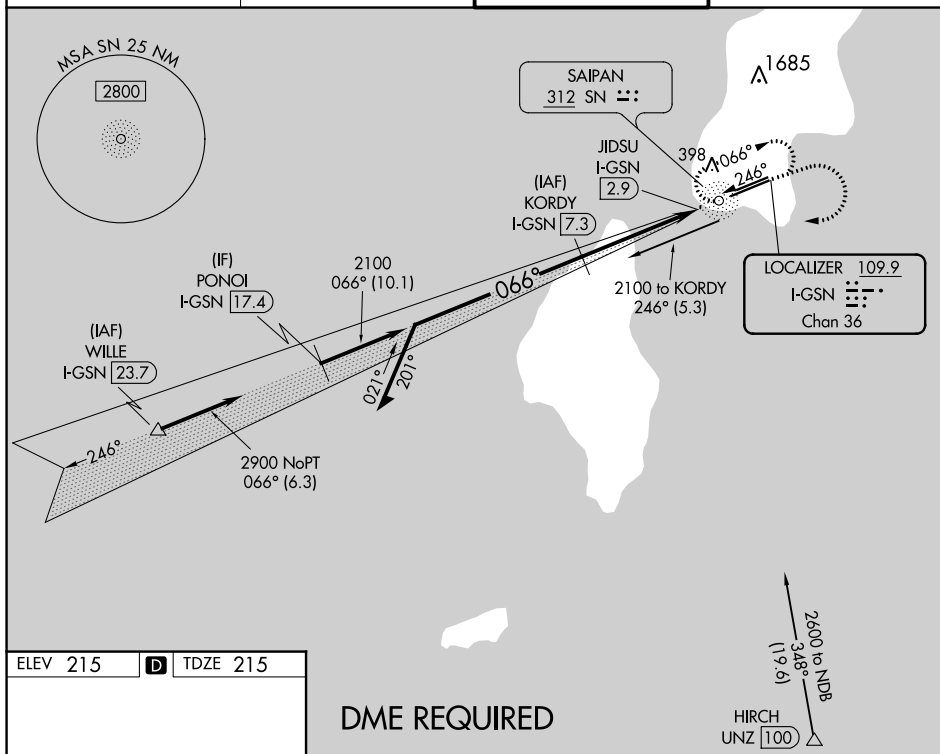 MSA SN 25 NM
2800
1685
SAIPAN
312 SN
JIDSU
I-GSN
2.9
398
066°
246°
(IAF)
KORDY
I-GSN 7.3
LOCALIZER 109.9
I-GSN
Chan 36
(IF)
PONOI
I-GSN 17.4
2100
066° (10.1)
066°
2100 to KORDY
246° (5.3)
(IAF)
WILLE
I-GSN 23.7
021°
201°
246°
2900 NoPT
066° (6.3)
2600 to NDB
348°
(19.6)
HIRCH
UNZ 100
ELEV 215 D TDZE 215
DME REQUIRED